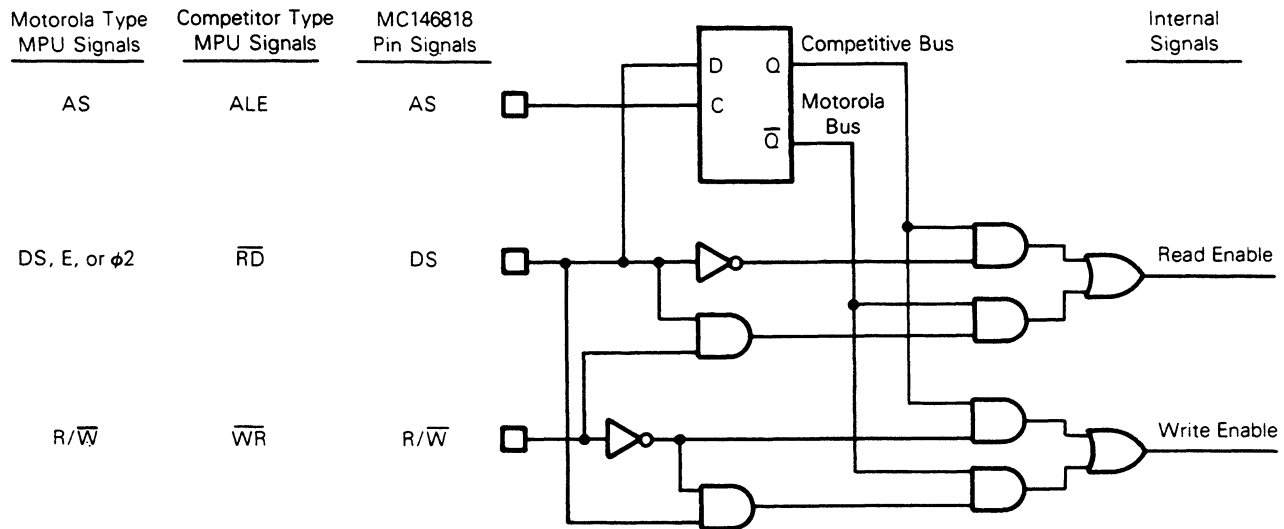 Motorola Type
MPU Signals
Competitor Type
MPU Signals
MC146818
Pin Signals
Internal
Signals
AS
ALE
AS
D
Q
C
Q̅
Competitive Bus
Motorola
Bus
DS, E, or ϕ2
R̅D̅
DS
Read Enable
R/W̅
W̅R̅
R/W̅
Write Enable